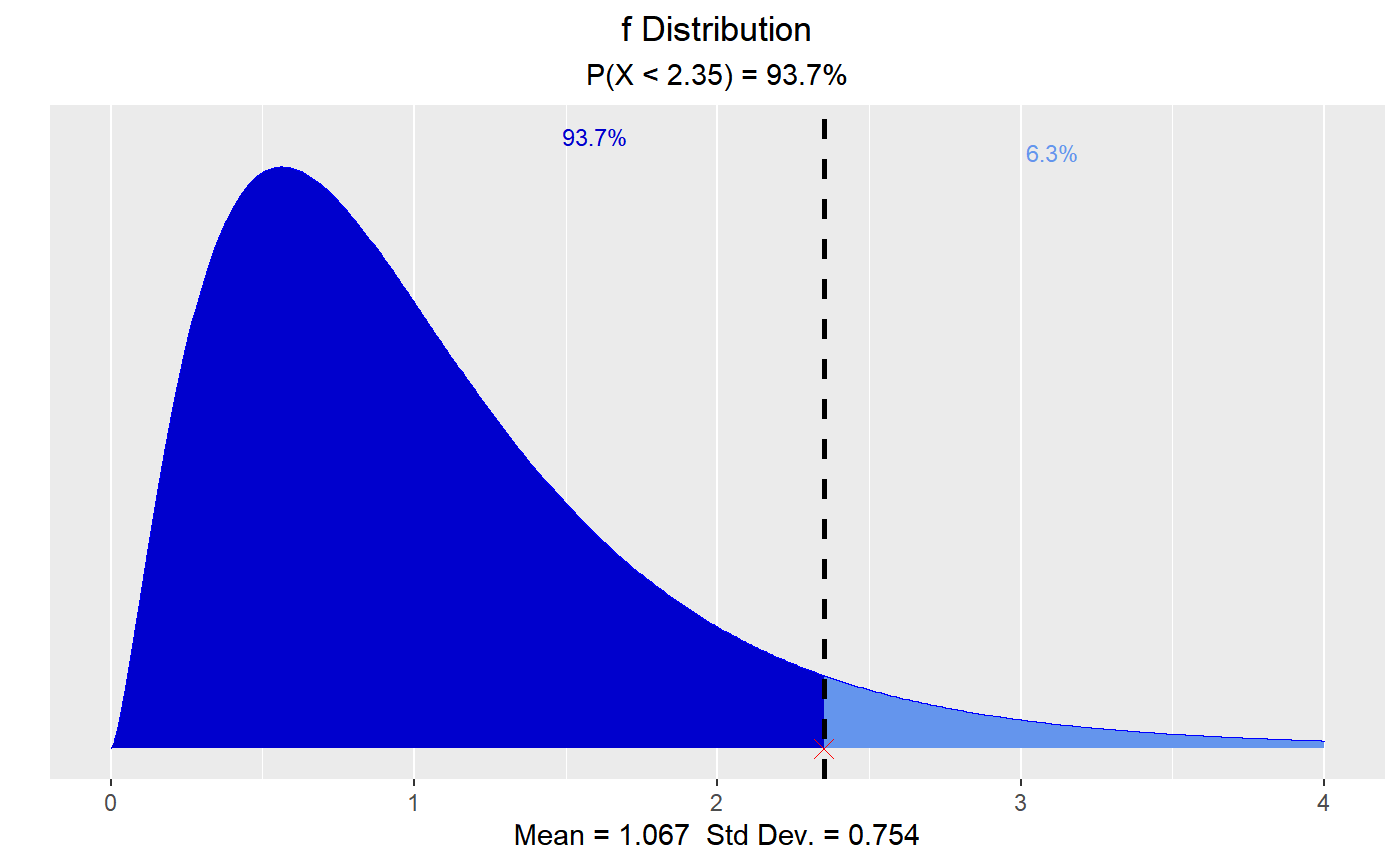 f Distribution
P(X < 2.35) = 93.7%
93.7%
6.3%
0 1 2 3 4
Mean = 1.067  Std Dev. = 0.754